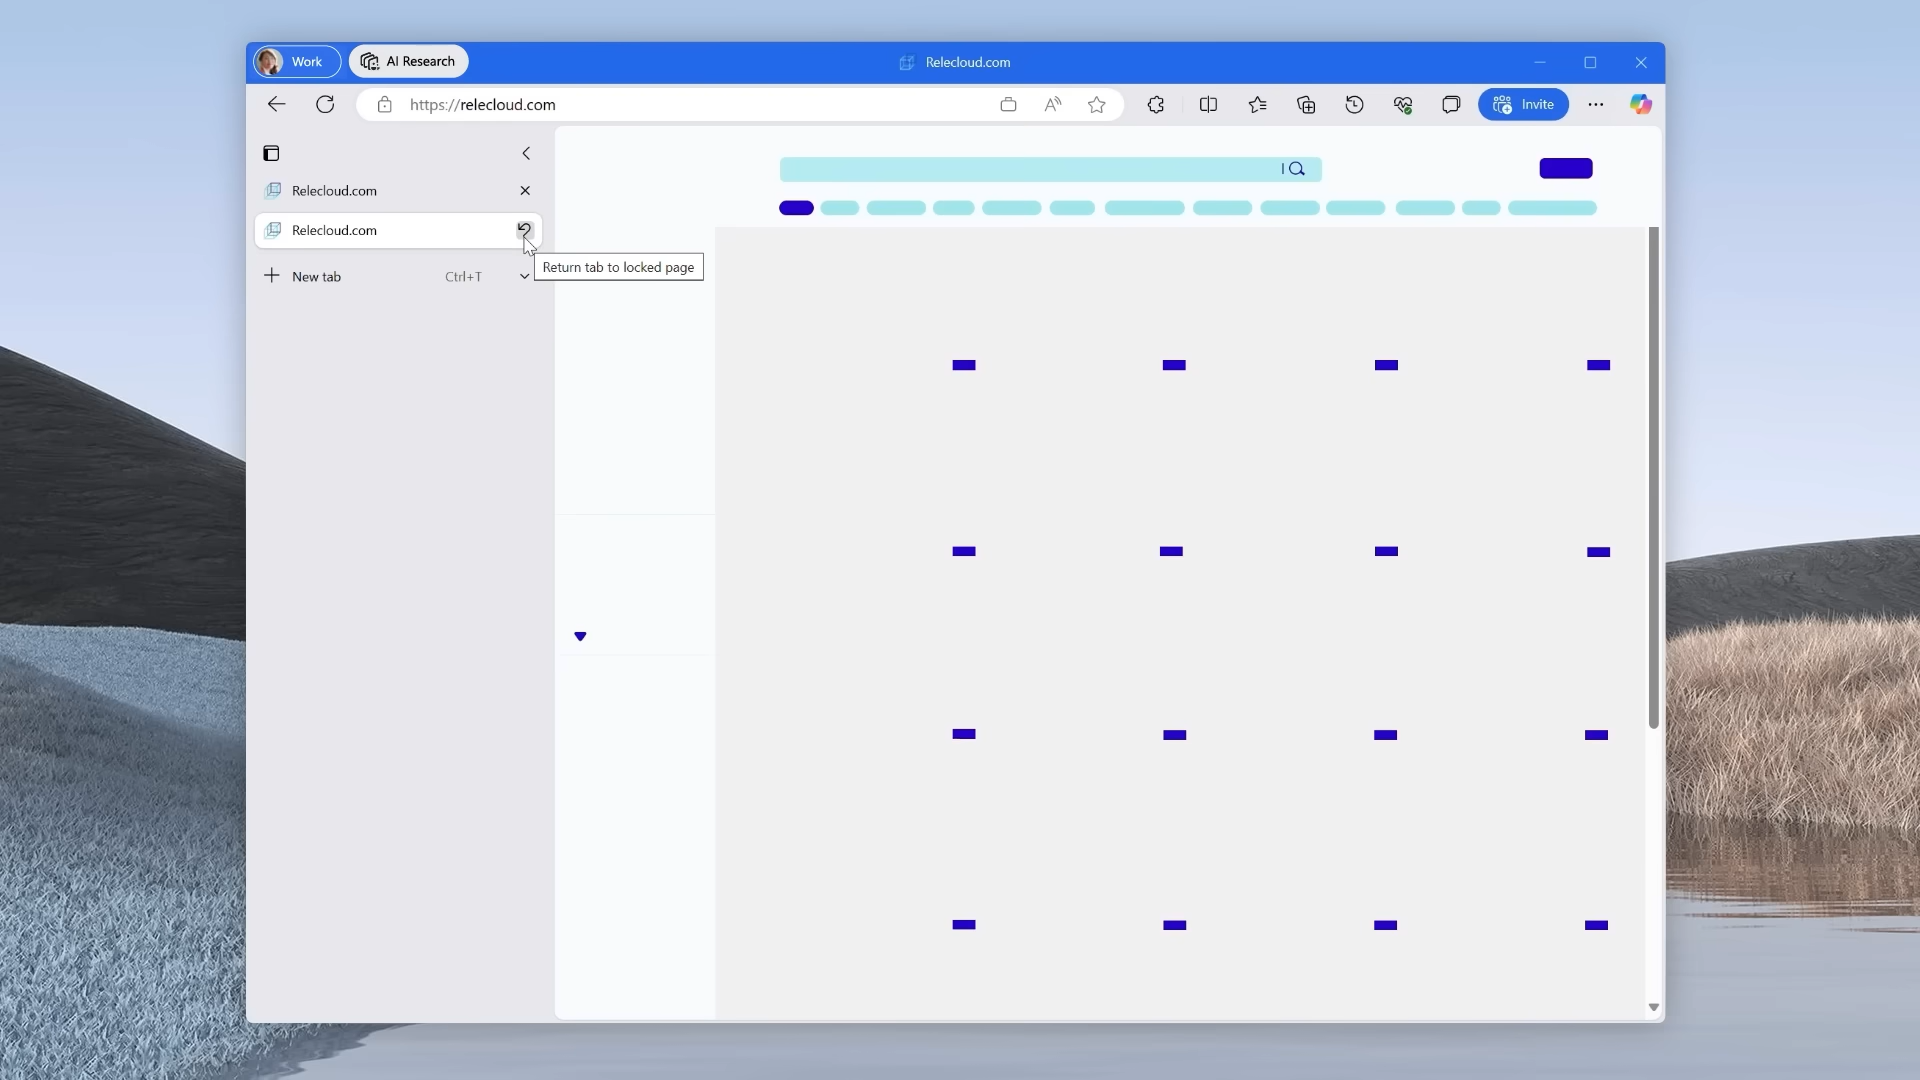 Work
AI Research
Relecloud.com
https://relecloud.com
Invite
Relecloud.com
Relecloud.com
Return tab to locked page
New tab
Ctrl+T